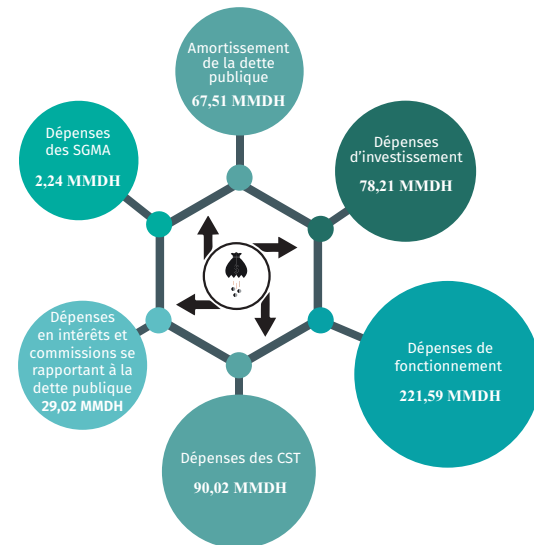 Amortissement
de la dette
publique
67,51 MMDH
Dépenses
des SGMA
2,24 MMDH
Dépenses
d'investissement
78,21 MMDH
Dépenses
en intérêts et
commissions se
rapportant à la
dette publique
29,02 MMDH
Dépenses de
fonctionnement
221,59 MMDH
Dépenses des CST
90,02 MMDH